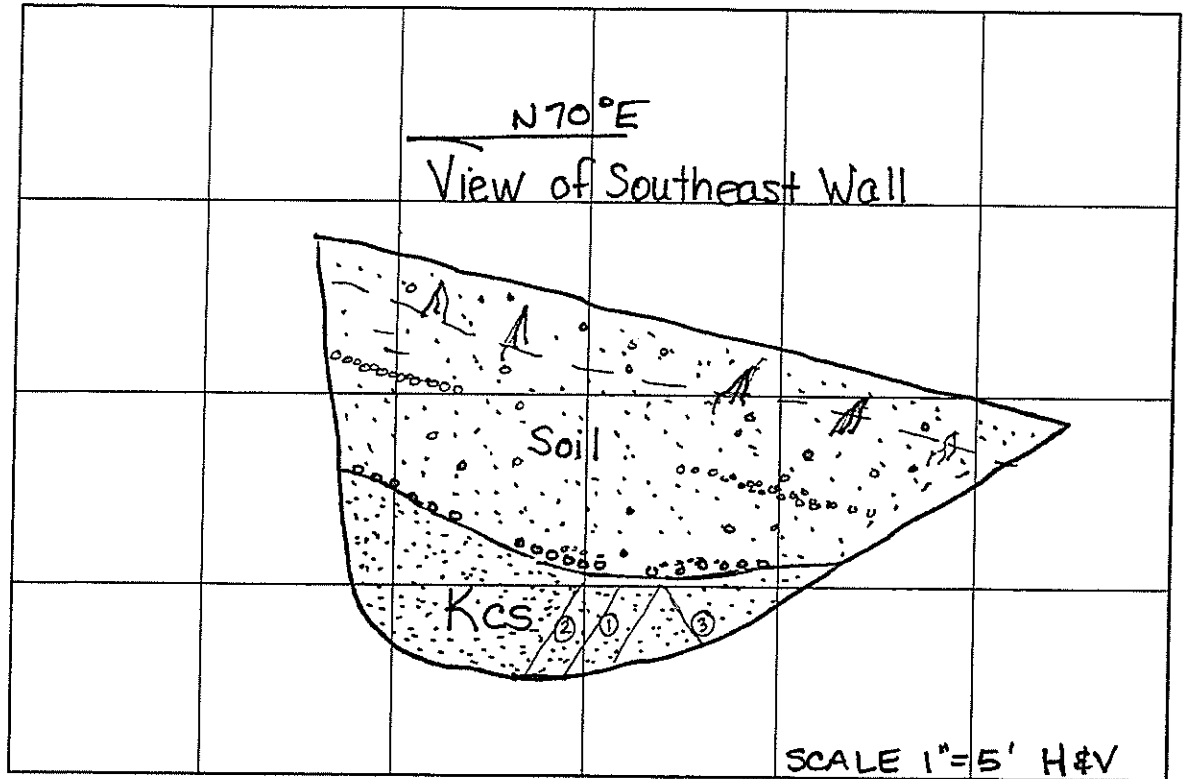 N70°E
View of Southeast Wall
Soil
Kcs
② ① ③
SCALE 1"=5' H&V